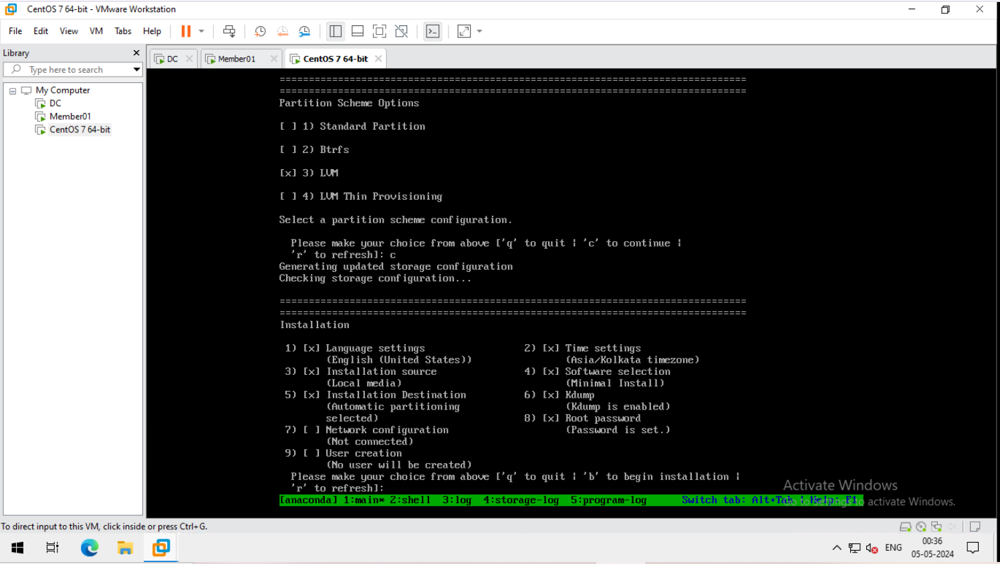 CentOS 7 64-bit - VMware Workstation
File Edit View VM Tabs Help
Library
Type here to search
My Computer
DC
Member01
CentOS 7 64-bit
DC Member01 CentOS 7 64-bit
================================================================================
================================================================================
Partition Scheme Options
[ ] 1) Standard Partition
[ ] 2) Btrfs
[x] 3) LVM
[ ] 4) LVM Thin Provisioning
Select a partition scheme configuration.
Please make your choice from above ['q' to quit | 'c' to continue |
'r' to refresh]: c
Generating updated storage configuration
Checking storage configuration...
================================================================================
================================================================================
Installation
1) [x] Language settings 2) [x] Time settings
(English (United States)) (Asia/Kolkata timezone)
3) [x] Installation source 4) [x] Software selection
(Local media) (Minimal Install)
5) [x] Installation Destination 6) [x] Kdump
(Automatic partitioning (Kdump is enabled)
selected) 8) [x] Root password
7) [ ] Network configuration (Password is set.)
(Not connected)
9) [ ] User creation
(No user will be created)
Please make your choice from above ['q' to quit | 'b' to begin installation |
'r' to refresh]:
[anaconda] 1:main* 2:shell 3:log 4:storage-log 5:program-log Switch tab: Alt+Tab | Help: F1
Activate Windows
Go to Settings to activate Windows.
To direct input to this VM, click inside or press Ctrl+G.
ENG
00:36
05-05-2024